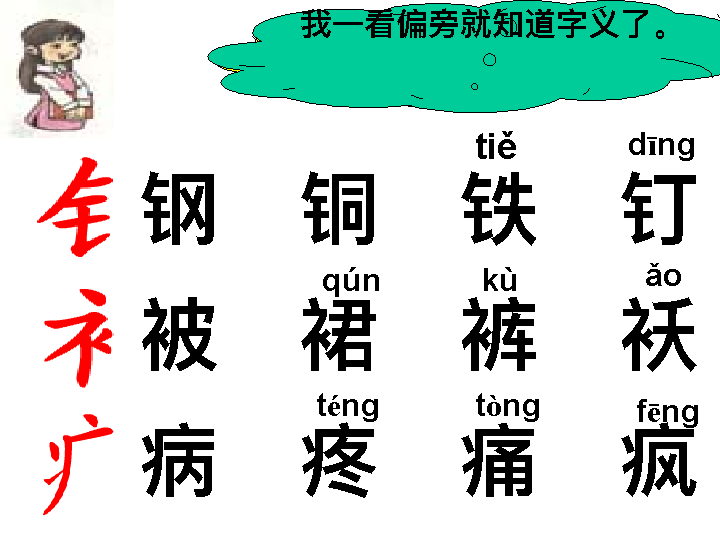 我一看偏旁就知道字义了。
tiě dīng
钅 钢 铜 铁 钉
qún kù ǎo
衤 被 裙 裤 袄
téng tòng fēng
疒 病 疼 痛 疯